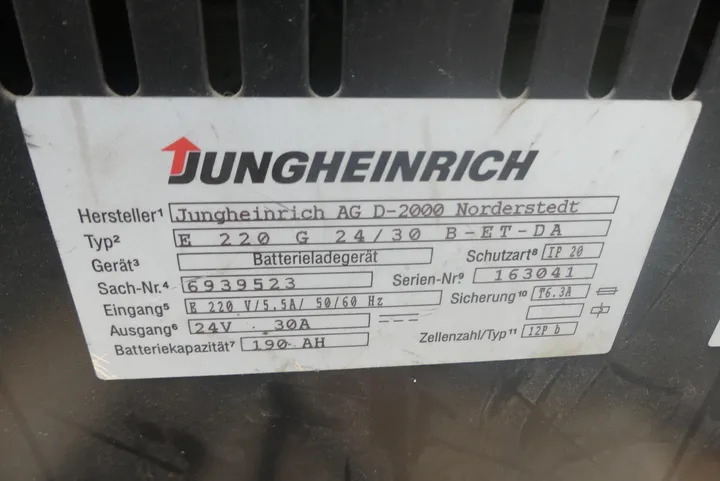 JUNGHEINRICH
Hersteller¹ Jungheinrich AG D-2000 Norderstedt
Typ² E 220 G 24/30 B-ET-DA
Gerät³ Batterieladegerät Schutzart⁸ IP 20
Sach-Nr.⁴ 6939523 Serien-Nr⁹ 163041
Eingang⁵ E 220 V/5,5A/ 50/60 Hz Sicherung¹⁰ T6.3A
Ausgang⁶ 24V 30A
Batteriekapazität⁷ 190 AH Zellenzahl/Typ¹¹ 12P b